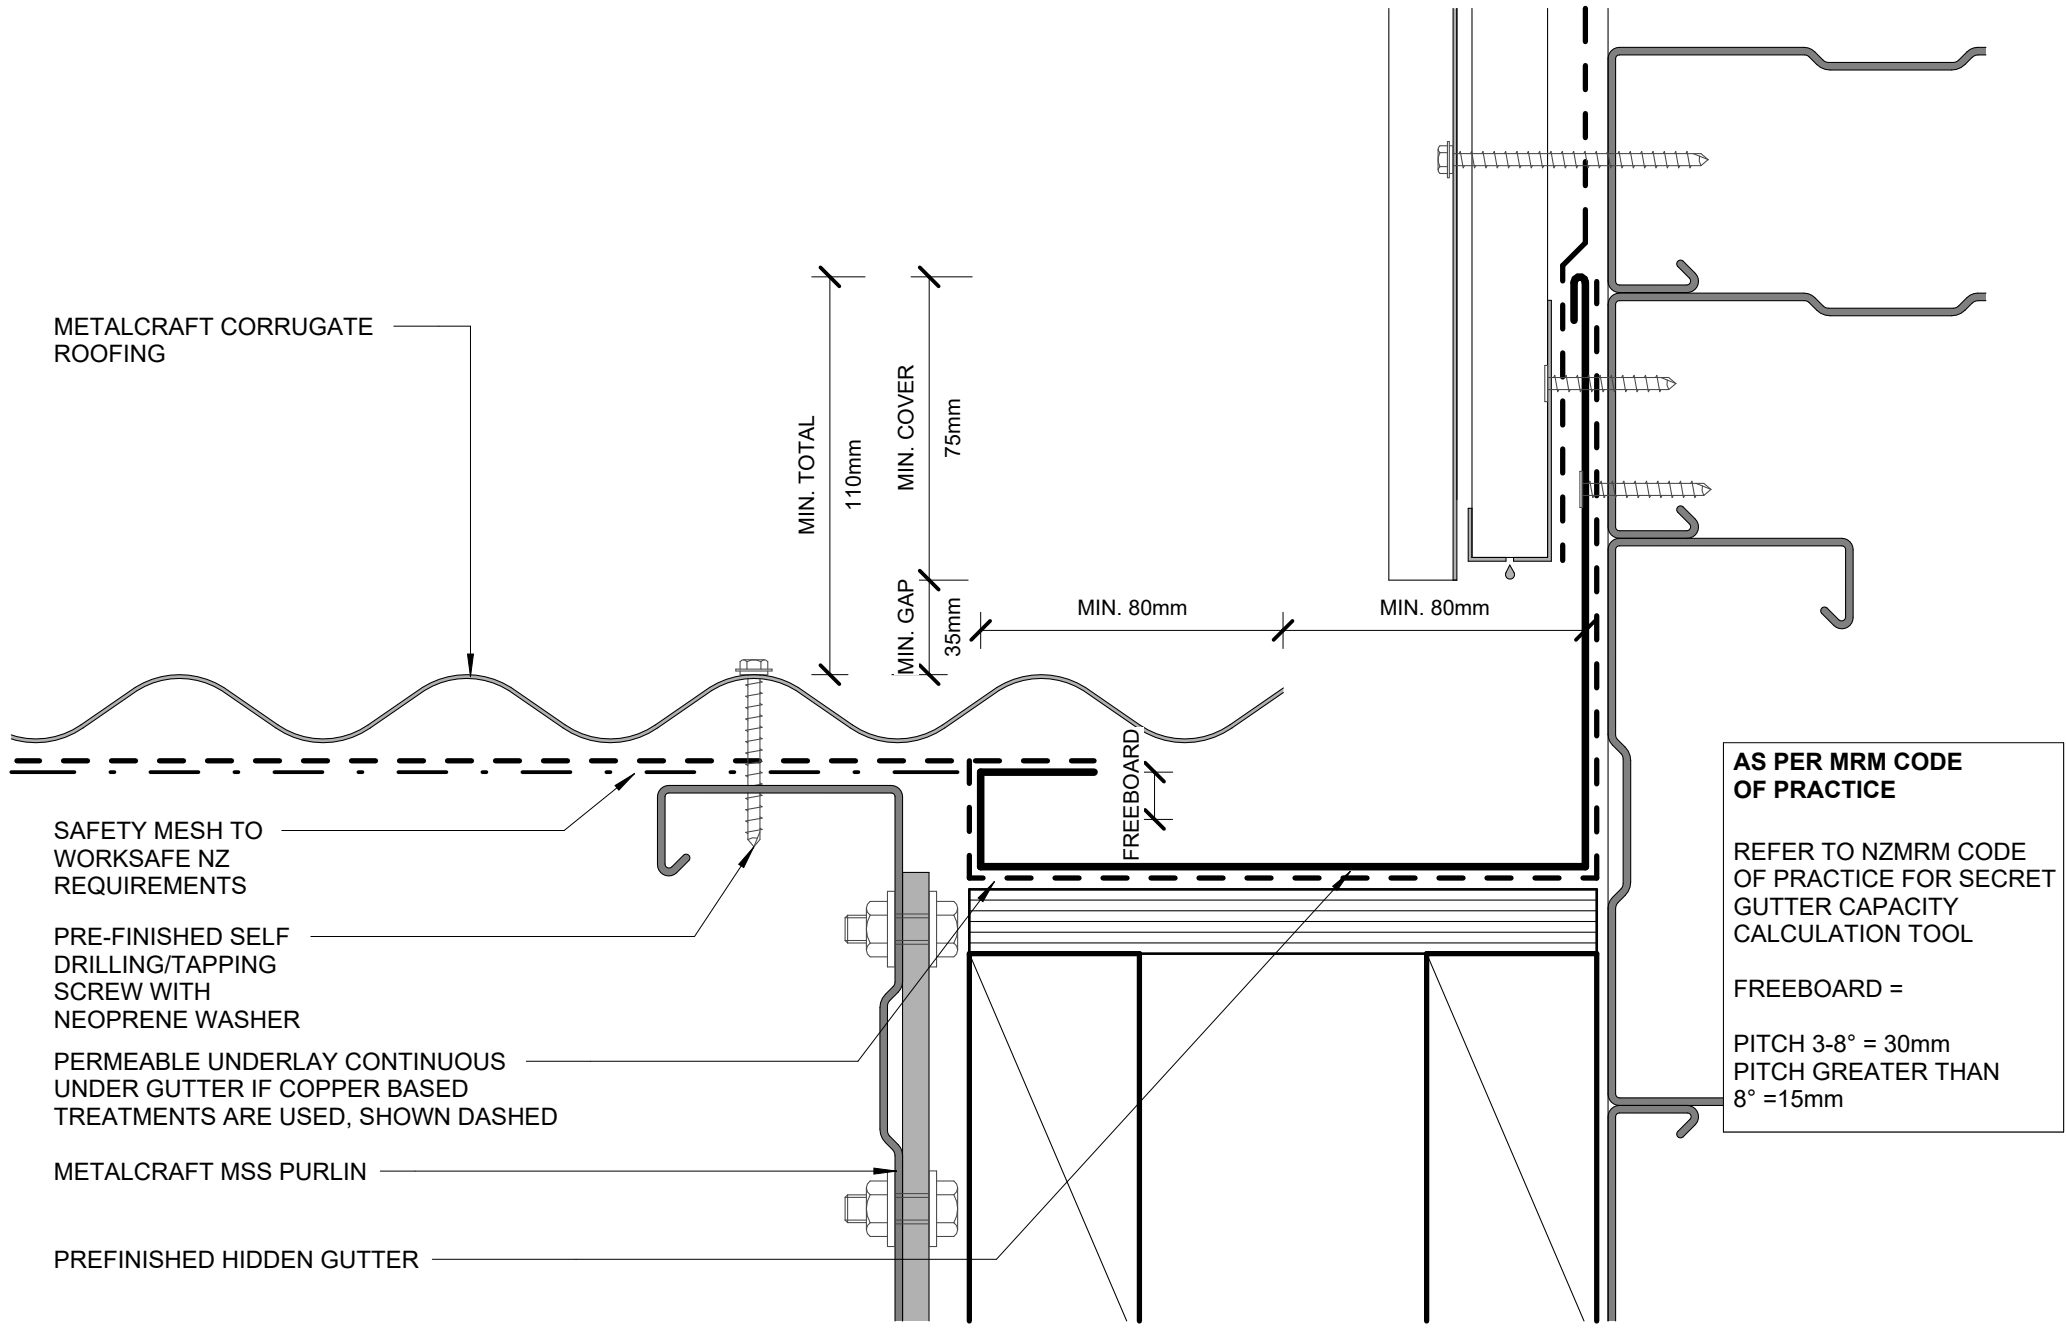 METALCRAFT CORRUGATE
ROOFING
MIN. TOTAL
110mm
MIN. COVER
75mm
MIN. GAP
35mm
MIN. 80mm
MIN. 80mm
FREEBOARD
SAFETY MESH TO
WORKSAFE NZ
REQUIREMENTS
PRE-FINISHED SELF
DRILLING/TAPPING
SCREW WITH
NEOPRENE WASHER
PERMEABLE UNDERLAY CONTINUOUS
UNDER GUTTER IF COPPER BASED
TREATMENTS ARE USED, SHOWN DASHED
METALCRAFT MSS PURLIN
PREFINISHED HIDDEN GUTTER
AS PER MRM CODE
OF PRACTICE
REFER TO NZMRM CODE
OF PRACTICE FOR SECRET
GUTTER CAPACITY
CALCULATION TOOL
FREEBOARD =
PITCH 3-8° = 30mm
PITCH GREATER THAN
8° =15mm